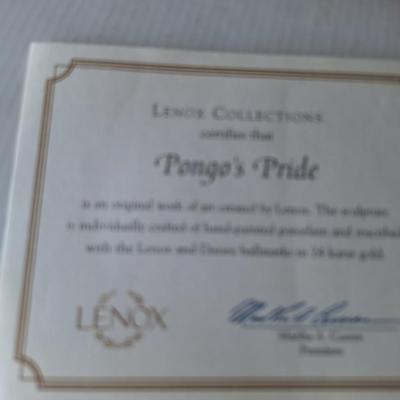 LENOX COLLECTIONS
certifies that
Pongo's Pride
is an original work of art created by Lenox. The sculpture
is individually crafted of hand-painted porcelain and
with the Lenox and Disney hallmarks in 24 karat gold.
LENOX
President